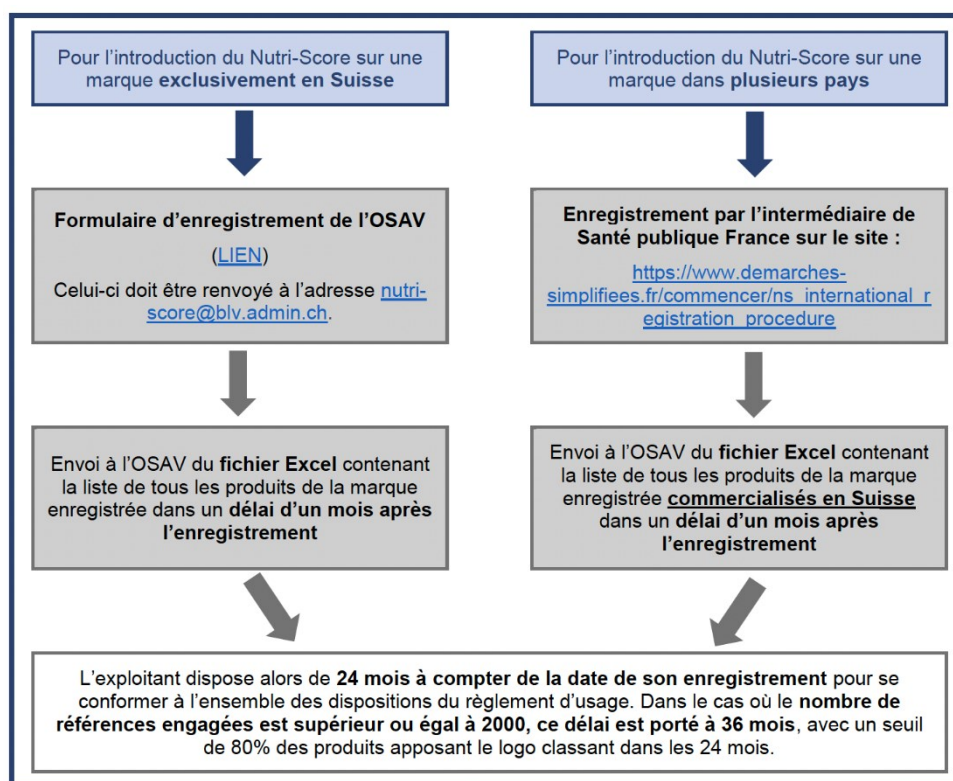 Pour l’introduction du Nutri-Score sur une
marque exclusivement en Suisse
Pour l’introduction du Nutri-Score sur une
marque dans plusieurs pays
Formulaire d’enregistrement de l’OSAV
(LIEN)
Celui-ci doit être renvoyé à l’adresse nutri-
score@blv.admin.ch.
Enregistrement par l’intermédiaire de
Santé publique France sur le site :
https://www.demarches-
simplifiees.fr/commencer/ns_international_r
egistration_procedure
Envoi à l’OSAV du fichier Excel contenant
la liste de tous les produits de la marque
enregistrée dans un délai d’un mois après
l’enregistrement
Envoi à l’OSAV du fichier Excel contenant
la liste de tous les produits de la marque
enregistrée commercialisés en Suisse
dans un délai d’un mois après
l’enregistrement
L’exploitant dispose alors de 24 mois à compter de la date de son enregistrement pour se
conformer à l’ensemble des dispositions du règlement d’usage. Dans le cas où le nombre de
références engagées est supérieur ou égal à 2000, ce délai est porté à 36 mois, avec un seuil
de 80% des produits apposant le logo classant dans les 24 mois.